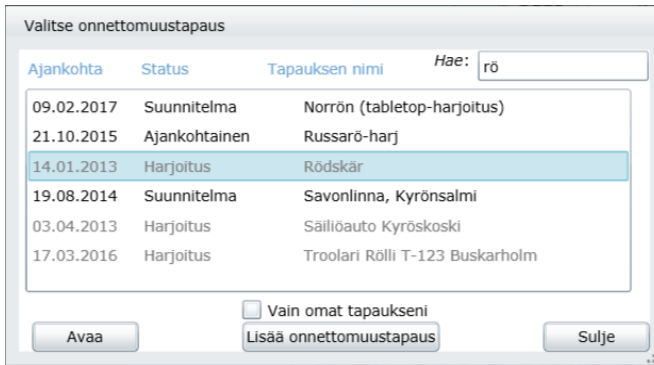 Valitse onnettomuustapaus
Ajankohta Status Tapauksen nimi Hae: rö
09.02.2017 Suunnitelma Norrön (tabletop-harjoitus)
21.10.2015 Ajankohtainen Russarö-harj
14.01.2013 Harjoitus Rödskär
19.08.2014 Suunnitelma Savonlinna, Kyrönsalmi
03.04.2013 Harjoitus Säiliöauto Kyröskoski
17.03.2016 Harjoitus Troolari Rölli T-123 Buskarholm
Vain omat tapaukseni
Avaa Lisää onnettomuustapaus Sulje